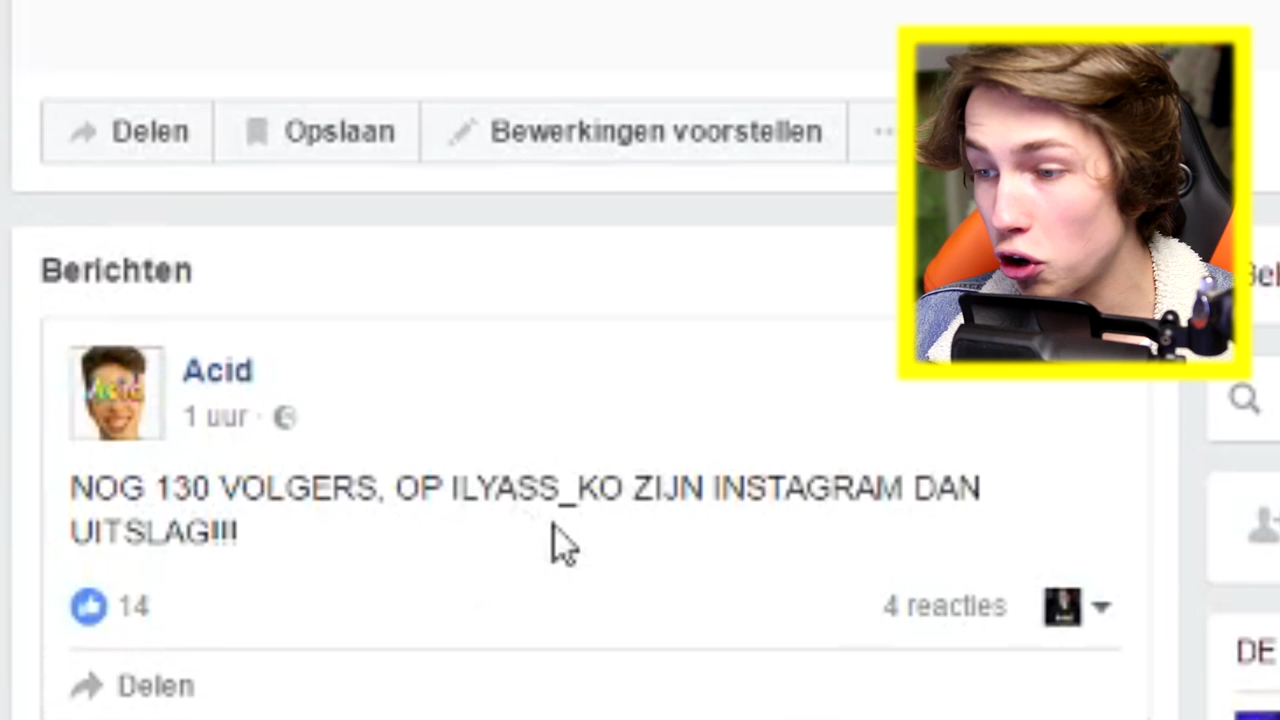 Delen
Opslaan
Bewerkingen voorstellen
Berichten
Acid
1 uur ·
NOG 130 VOLGERS, OP ILYASS_KO ZIJN INSTAGRAM DAN
UITSLAG!!!
14
4 reacties
Delen
DE